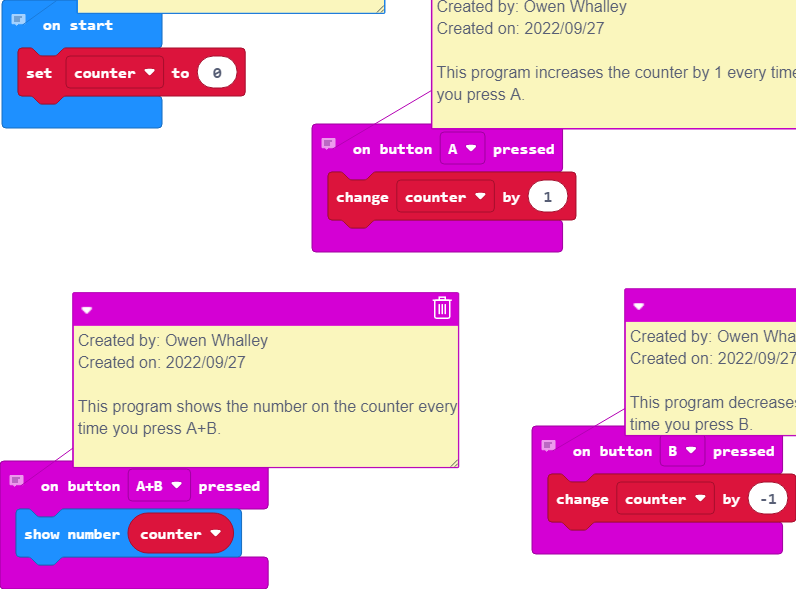 on start
set counter to 0
Created by: Owen Whalley
Created on: 2022/09/27
This program increases the counter by 1 every time
you press A.
on button A pressed
change counter by 1
Created by: Owen Whalley
Created on: 2022/09/27
This program shows the number on the counter every
time you press A+B.
on button A+B pressed
show number counter
Created by: Owen Wha
Created on: 2022/09/27
This program decreases
time you press B.
on button B pressed
change counter by -1